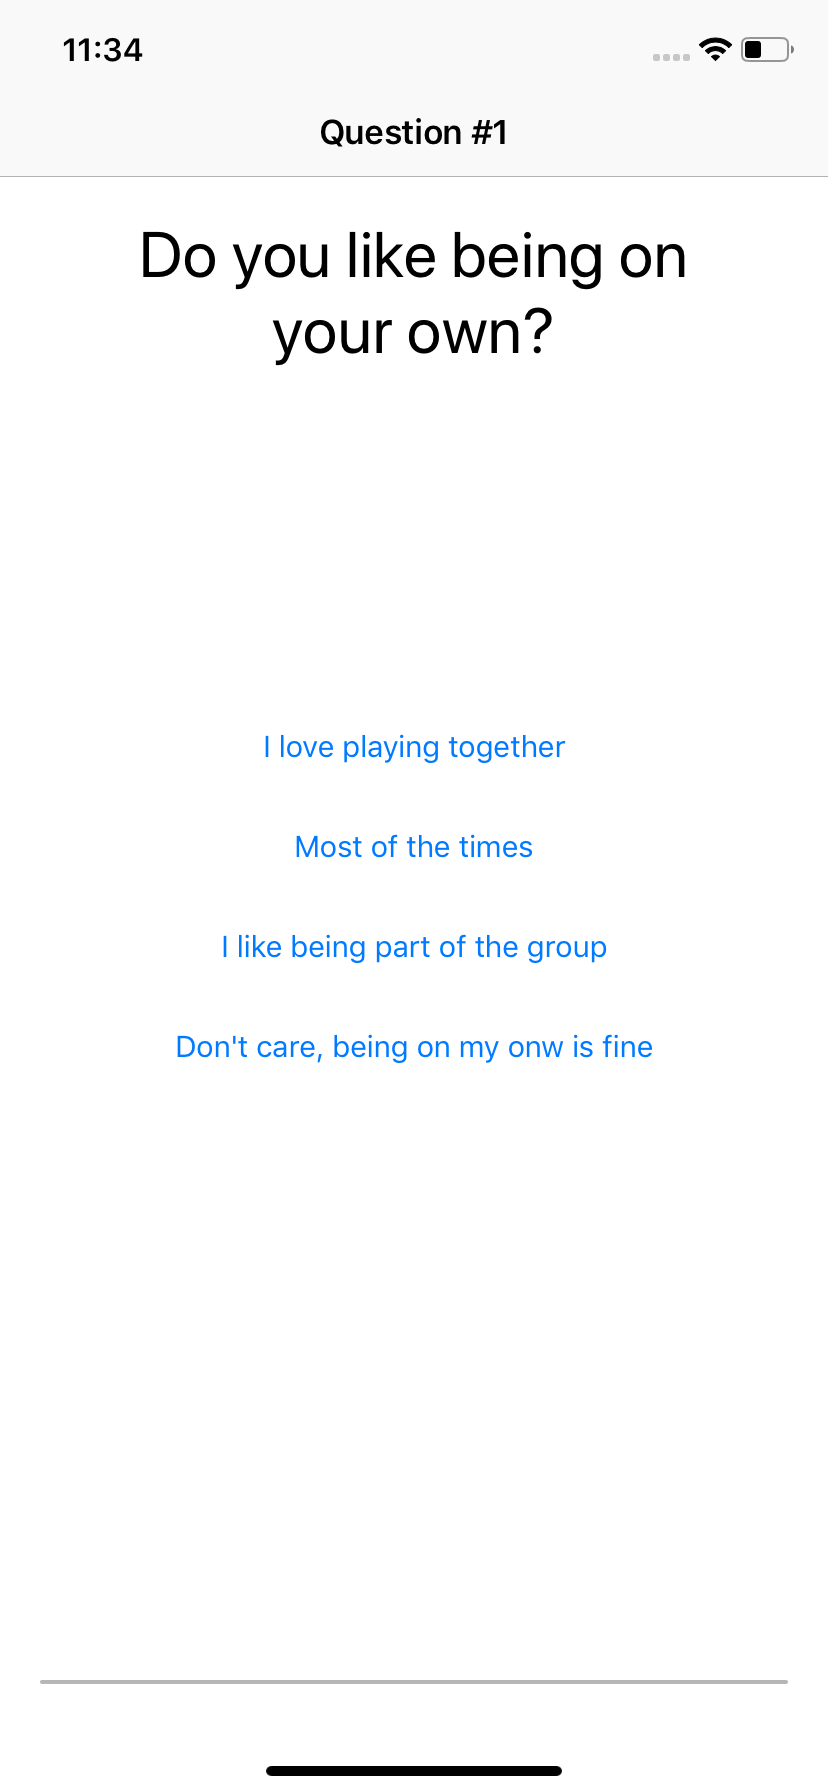 11:34
Question #1
Do you like being on
your own?
I love playing together
Most of the times
I like being part of the group
Don't care, being on my onw is fine